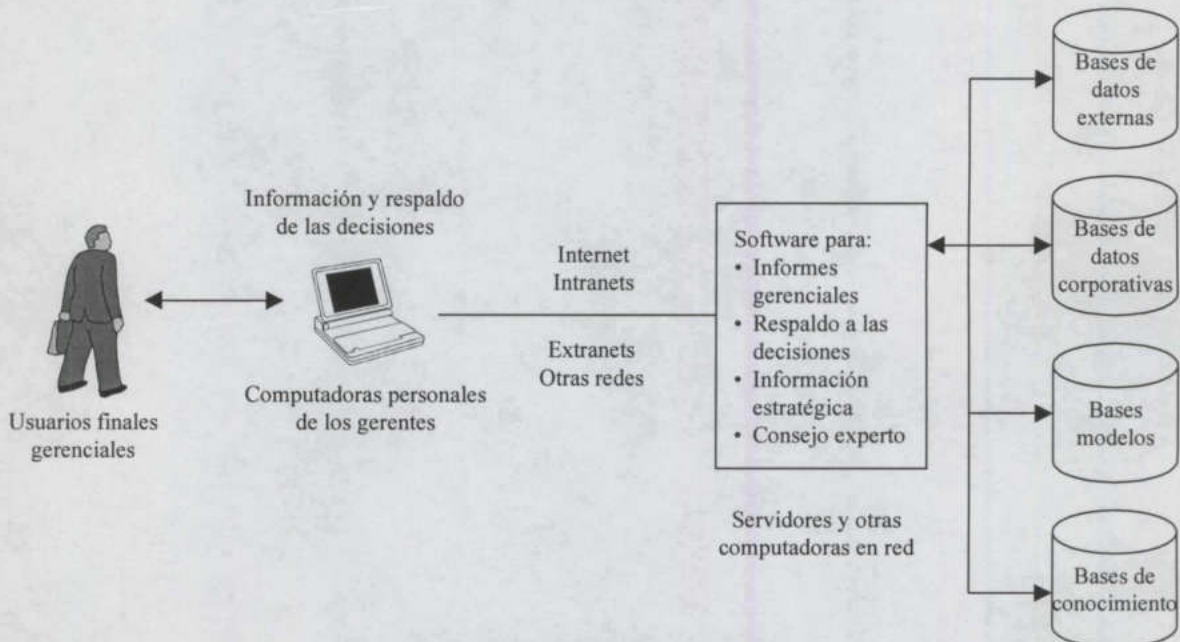 Usuarios finales
gerenciales
Información y respaldo
de las decisiones
Computadoras personales
de los gerentes
Internet
Intranets
Extranets
Otras redes
Software para:
• Informes
gerenciales
• Respaldo a las
decisiones
• Información
estratégica
• Consejo experto
Servidores y otras
computadoras en red
Bases de
datos
externas
Bases de
datos
corporativas
Bases
modelos
Bases de
conocimiento